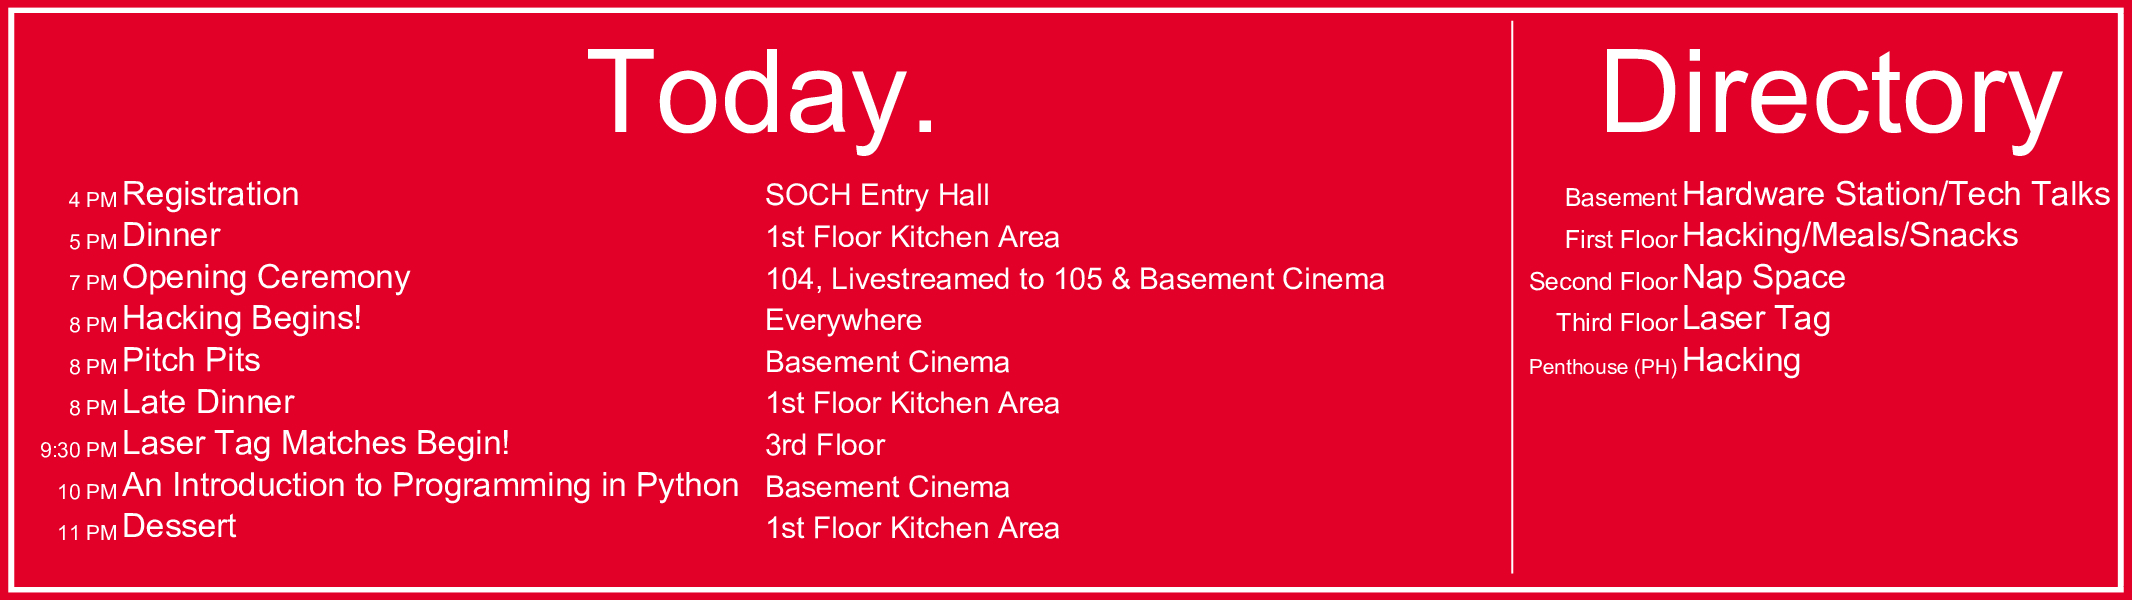 Today.
4 PM Registration SOCH Entry Hall
5 PM Dinner 1st Floor Kitchen Area
7 PM Opening Ceremony 104, Livestreamed to 105 & Basement Cinema
8 PM Hacking Begins! Everywhere
8 PM Pitch Pits Basement Cinema
8 PM Late Dinner 1st Floor Kitchen Area
9:30 PM Laser Tag Matches Begin! 3rd Floor
10 PM An Introduction to Programming in Python Basement Cinema
11 PM Dessert 1st Floor Kitchen Area
Directory
Basement Hardware Station/Tech Talks
First Floor Hacking/Meals/Snacks
Second Floor Nap Space
Third Floor Laser Tag
Penthouse (PH) Hacking